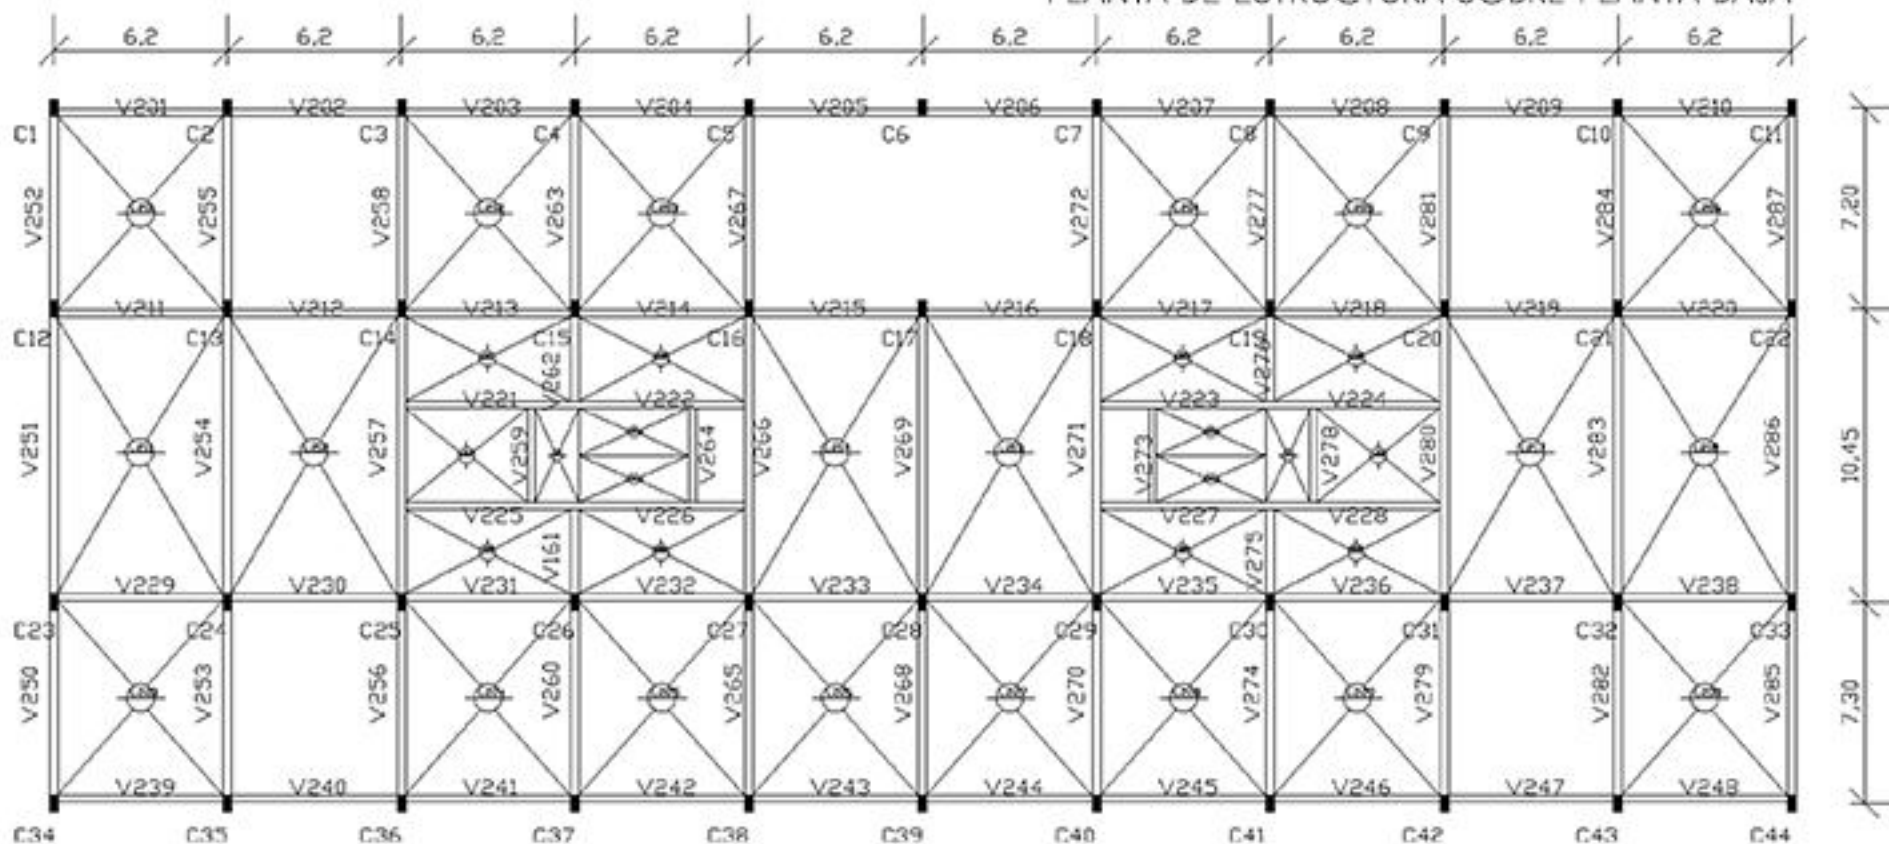 PLANTA DE ESTRUCTURA SOBRE PLANTA BAJA
6,2 6,2 6,2 6,2 6,2 6,2 6,2 6,2 6,2 6,2
V201 V202 V203 V204 V205 V206 V207 V208 V209 V210
C1 C2 C3 C4 C5 C6 C7 C8 C9 C10 C11
V252 V255 V258 V263 V267 V272 V277 V281 V284 V287 7,20
V211 V212 V213 V214 V215 V216 V217 V218 V219 V220
C12 C13 C14 C15 C16 C17 C18 C19 C20 C21 C22
V262 V276
V221 V222 V223 V224
V251 V254 V257 V259 V264 V266 V269 V271 V273 V278 V280 V283 V286 10,45
V225 V226 V227 V228
V161 V275
V229 V230 V231 V232 V233 V234 V235 V236 V237 V238
C23 C24 C25 C26 C27 C28 C29 C30 C31 C32 C33
V250 V253 V256 V260 V265 V268 V270 V274 V279 V282 V285 7,30
V239 V240 V241 V242 V243 V244 V245 V246 V247 V248
C34 C35 C36 C37 C38 C39 C40 C41 C42 C43 C44